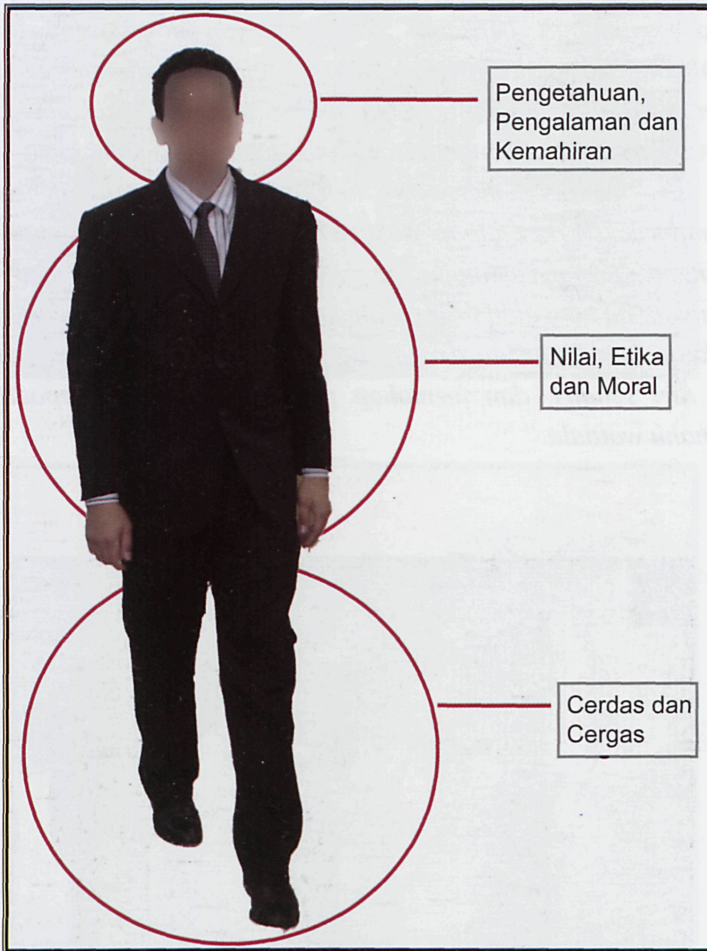 Pengetahuan,
Pengalaman dan
Kemahiran
Nilai, Etika
dan Moral
Cerdas dan
Cergas